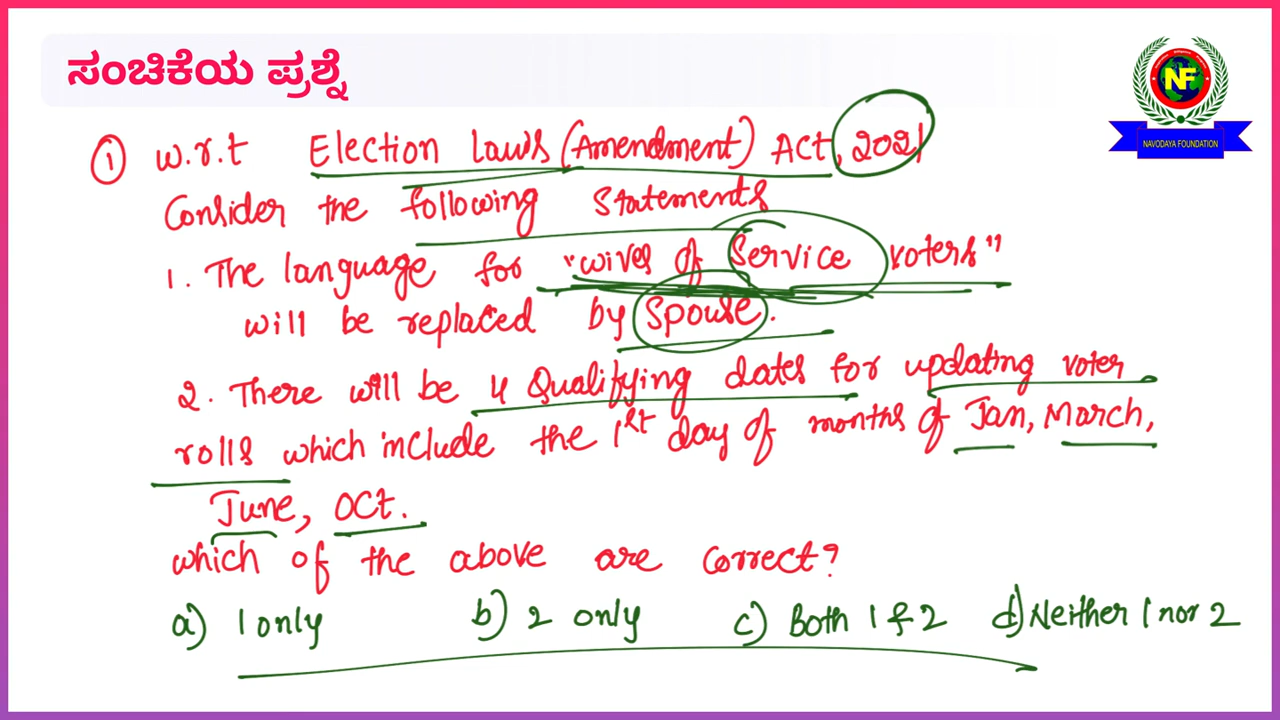 ಸಂಚಿಕೆಯ ಪ್ರಶ್ನೆ
NF
NAVODAYA FOUNDATION
① W.r.t Election Laws (Amendment) Act, 2021
Consider the following statements
1. The language for "wives of Service voters"
will be replaced by Spouse.
2. There will be 4 Qualifying dates for updating voter
rolls which include the 1st day of months of Jan, March,
June, OCT.
which of the above are correct?
a) 1 only b) 2 only c) Both 1 & 2 d) Neither 1 nor 2